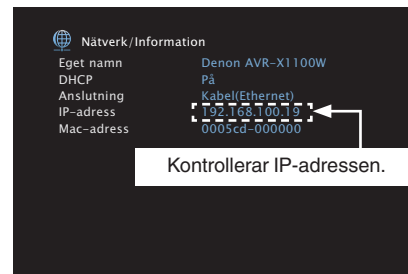 Nätverk/Information
Eget namn Denon AVR-X1100W
DHCP På
Anslutning Kabel(Ethernet)
IP-adress 192.168.100.19
Mac-adress 0005cd-000000
Kontrollerar IP-adressen.